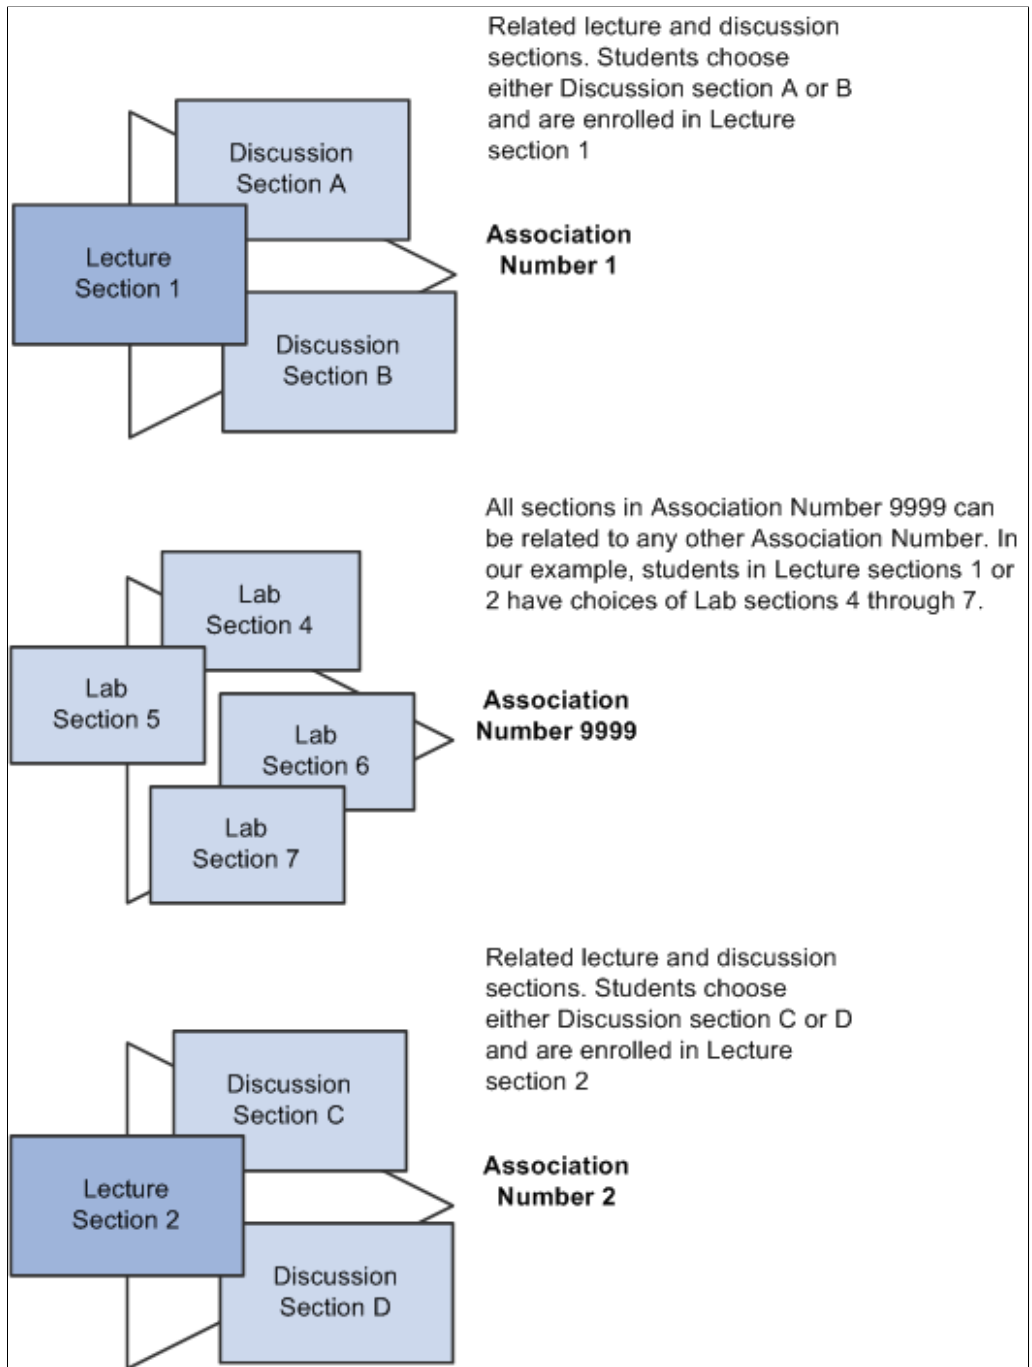 Related lecture and discussion
sections. Students choose
either Discussion section A or B
and are enrolled in Lecture
section 1
Discussion
Section A
Lecture
Section 1
Discussion
Section B
Association
Number 1
All sections in Association Number 9999 can
be related to any other Association Number. In
our example, students in Lecture sections 1 or
2 have choices of Lab sections 4 through 7.
Lab
Section 4
Lab
Section 5
Lab
Section 6
Lab
Section 7
Association
Number 9999
Related lecture and discussion
sections. Students choose
either Discussion section C or D
and are enrolled in Lecture
section 2
Discussion
Section C
Lecture
Section 2
Discussion
Section D
Association
Number 2